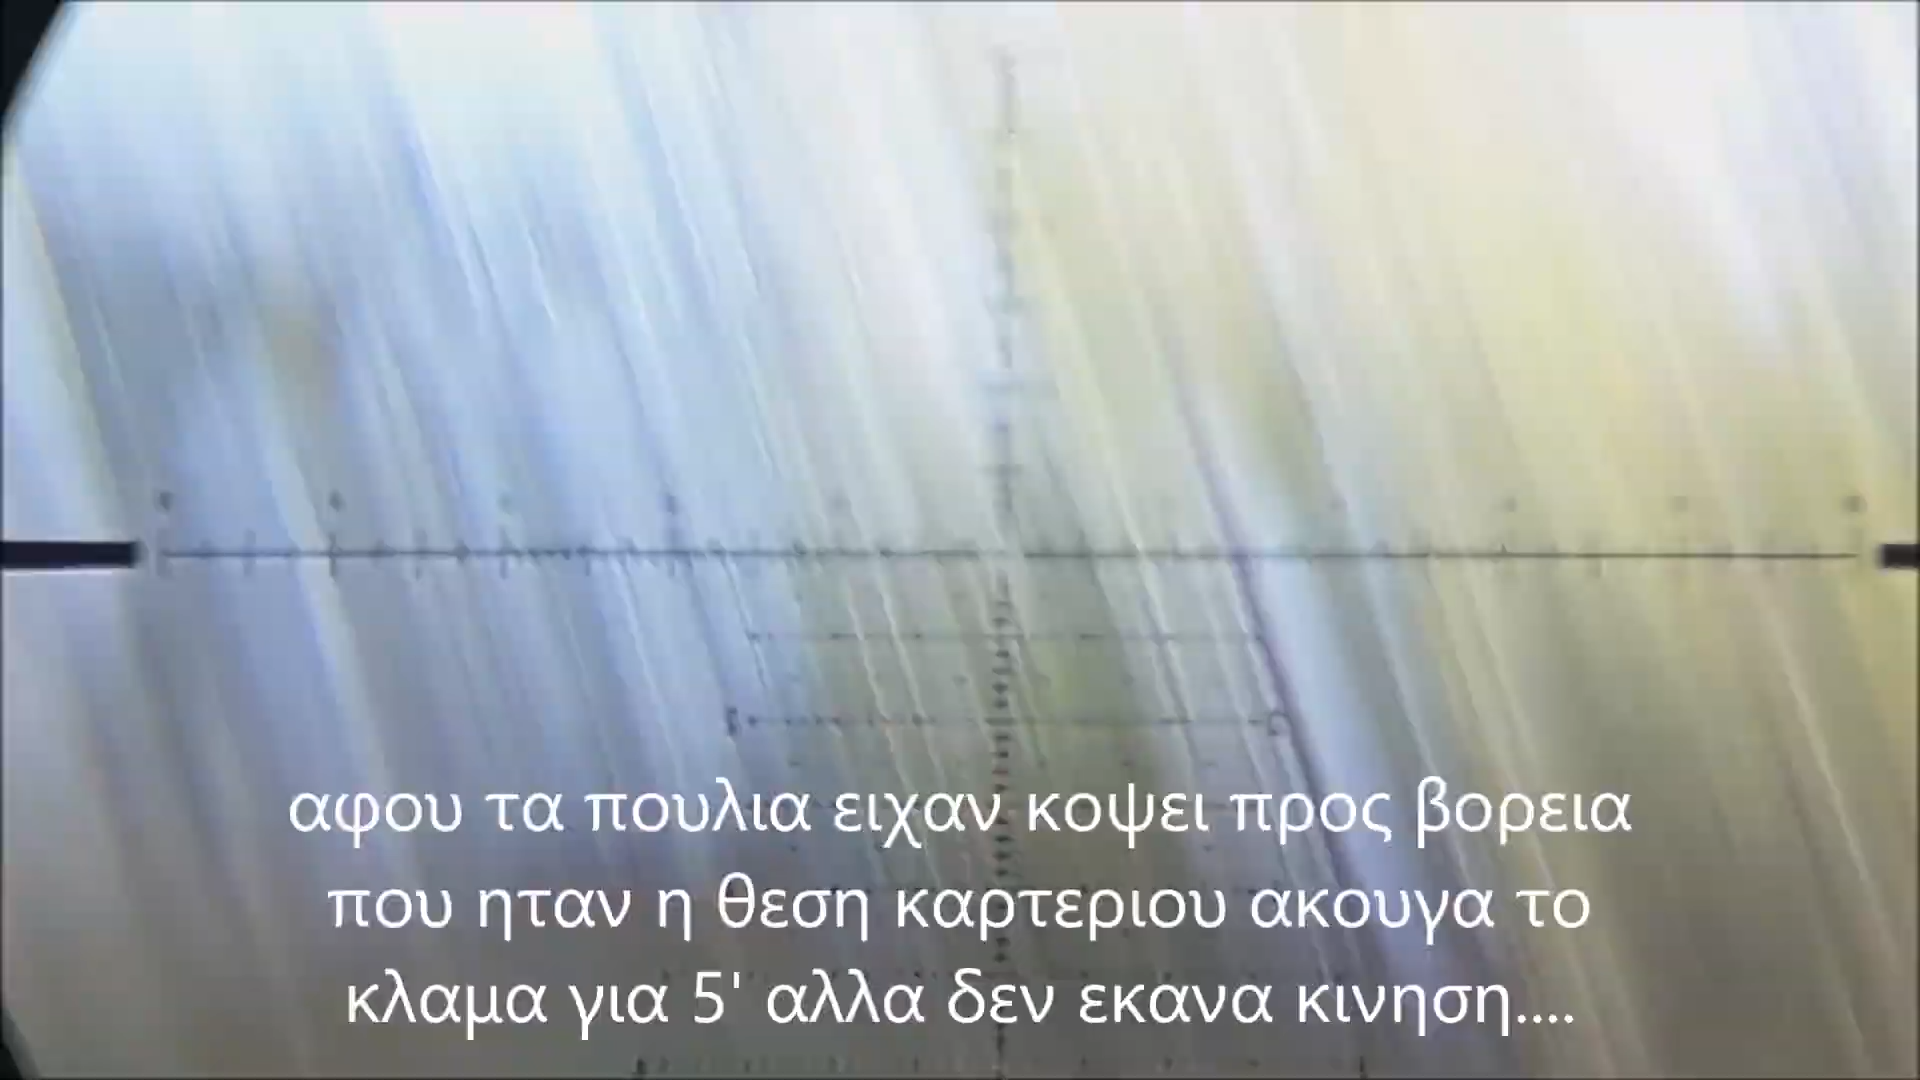 αφου τα πουλια ειχαν κοψει προς βορεια
που ηταν η θεση καρτεριου ακουγα το
κλαμα για 5' αλλα δεν εκανα κινηση....